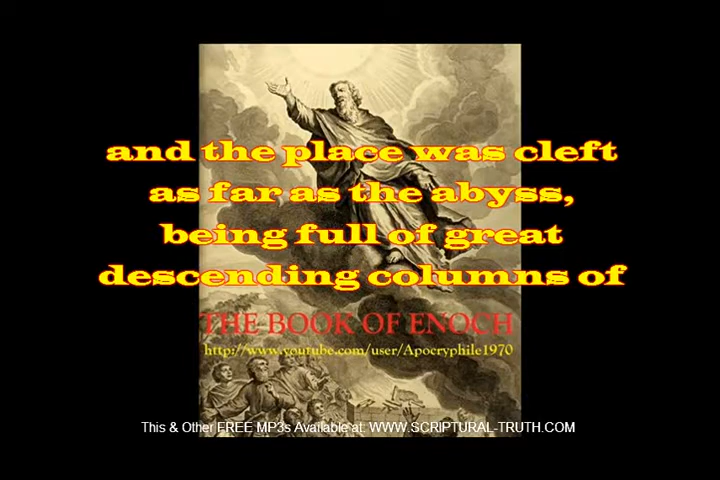 and the place was cleft
as far as the abyss,
being full of great
descending columns of
THE BOOK OF ENOCH
http://www.youtube.com/user/Apocryphile1970
This & Other FREE MP3s Available at: WWW.SCRIPTURAL-TRUTH.COM